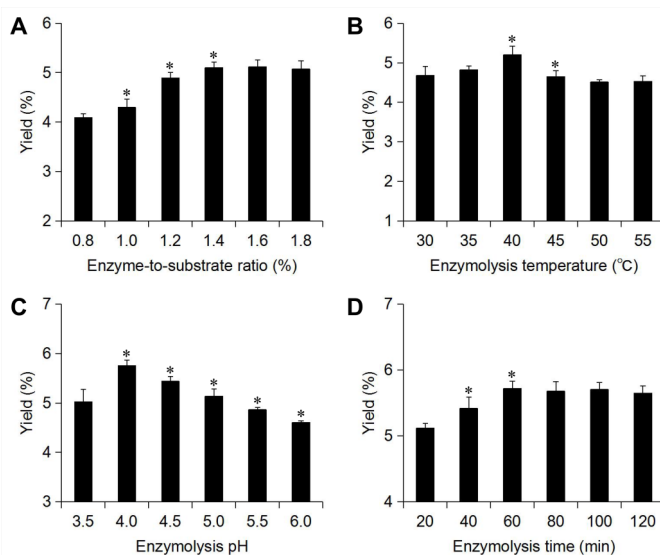 A
6
5
4
3
2
Yield (%)
* * *
0.8 1.0 1.2 1.4 1.6 1.8
Enzyme-to-substrate ratio (%)
B
6
5
4
3
2
1
Yield (%)
* *
30 35 40 45 50 55
Enzymolysis temperature (°C)
C
7
6
5
4
3
Yield (%)
* * * * *
3.5 4.0 4.5 5.0 5.5 6.0
Enzymolysis pH
D
7
6
5
4
Yield (%)
* *
20 40 60 80 100 120
Enzymolysis time (min)